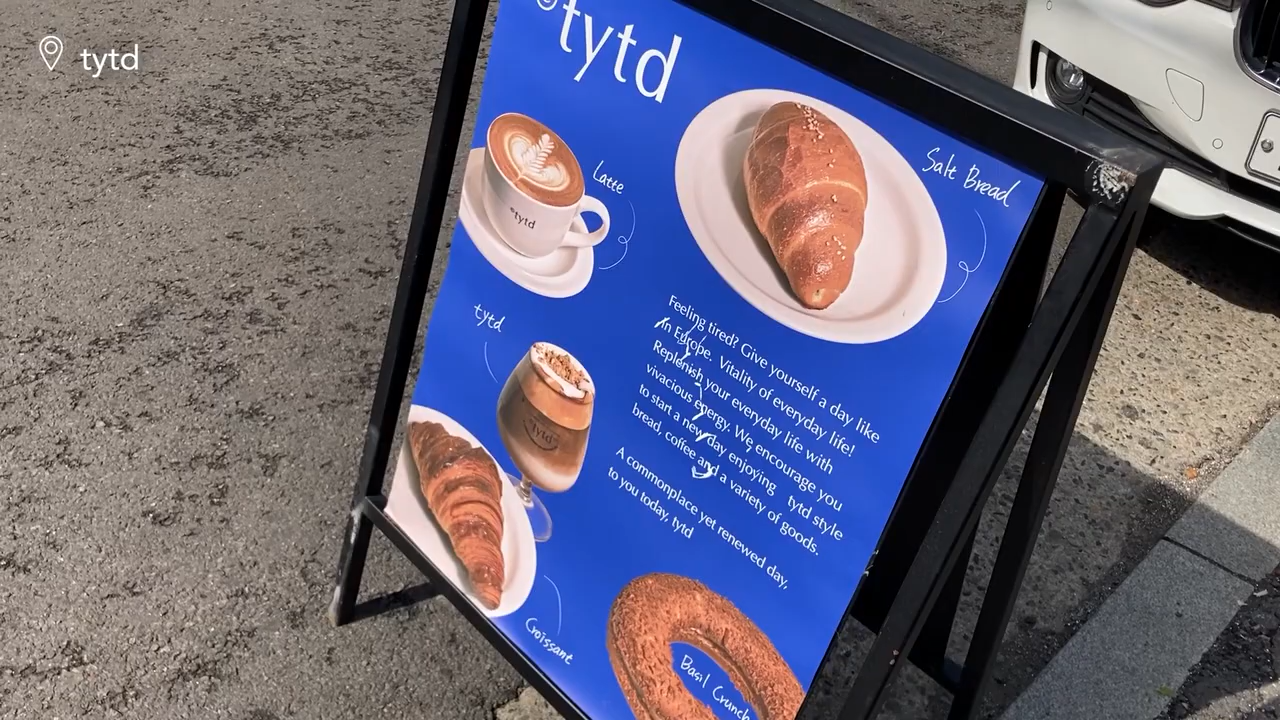 tytd
tytd
Latte
tytd
Salt Bread
tytd
Feeling tired? Give yourself a day like
in Europe. Vitality of everyday life!
Replenish your everyday life with
vivacious energy. We encourage you
to start a new day enjoying tytd style
bread, coffee and a variety of goods.
A commonplace yet renewed day,
to you today, tytd
tytd
Croissant
Basil Crunch